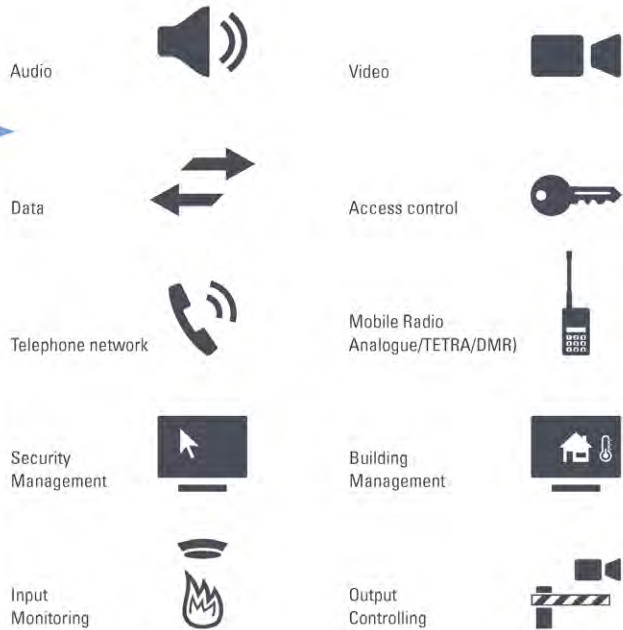 Audio
Video
Data
Access control
Telephone network
Mobile Radio
Analogue/TETRA/DMR)
Security
Management
Building
Management
Input
Monitoring
Output
Controlling